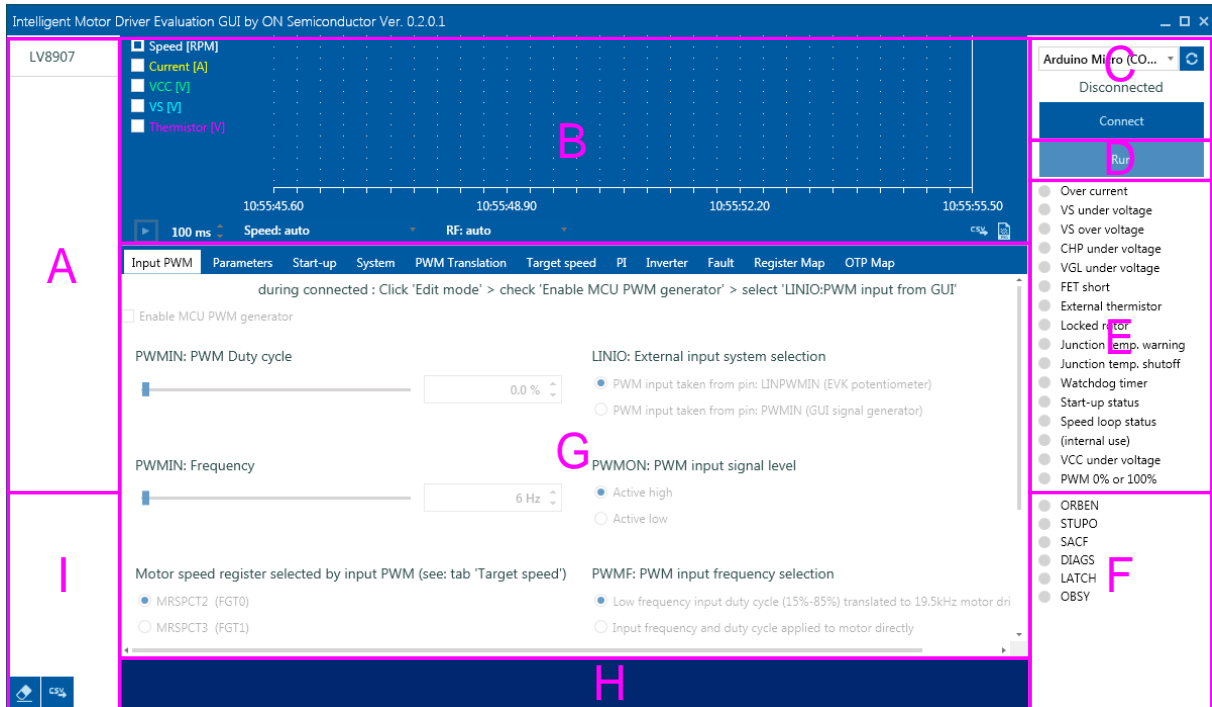 Intelligent Motor Driver Evaluation GUI by ON Semiconductor Ver. 0.2.0.1
LV8907
A
Speed [RPM]
Current [A]
VCC [V]
VS [V]
Thermistor [V]
B
10:55:45.60 10:55:48.90 10:55:52.20 10:55:55.50
100 ms Speed: auto RF: auto CSV
Arduino Micro (CO...
C
Disconnected
Connect
Run
D
Over current
VS under voltage
VS over voltage
CHP under voltage
VGL under voltage
FET short
External thermistor
Locked rotor
E
Junction temp. warning
Junction temp. shutoff
Watchdog timer
Start-up status
Speed loop status
(internal use)
VCC under voltage
PWM 0% or 100%
ORBEN
STUPO
SACF
DIAGS
F
LATCH
OBSY
Input PWM Parameters Start-up System PWM Translation Target speed PI Inverter Fault Register Map OTP Map
during connected : Click 'Edit mode' > check 'Enable MCU PWM generator' > select 'LINIO:PWM input from GUI'
Enable MCU PWM generator
PWMIN: PWM Duty cycle
0.0 %
LINIO: External input system selection
PWM input taken from pin: LINPWMIN (EVK potentiometer)
PWM input taken from pin: PWMIN (GUI signal generator)
G
PWMIN: Frequency
6 Hz
PWMON: PWM input signal level
Active high
Active low
Motor speed register selected by input PWM (see: tab 'Target speed')
MRSPCT2 (FGT0)
MRSPCT3 (FGT1)
PWMF: PWM input frequency selection
Low frequency input duty cycle (15%-85%) translated to 19.5kHz motor dri
Input frequency and duty cycle applied to motor directly
H
I
CSV